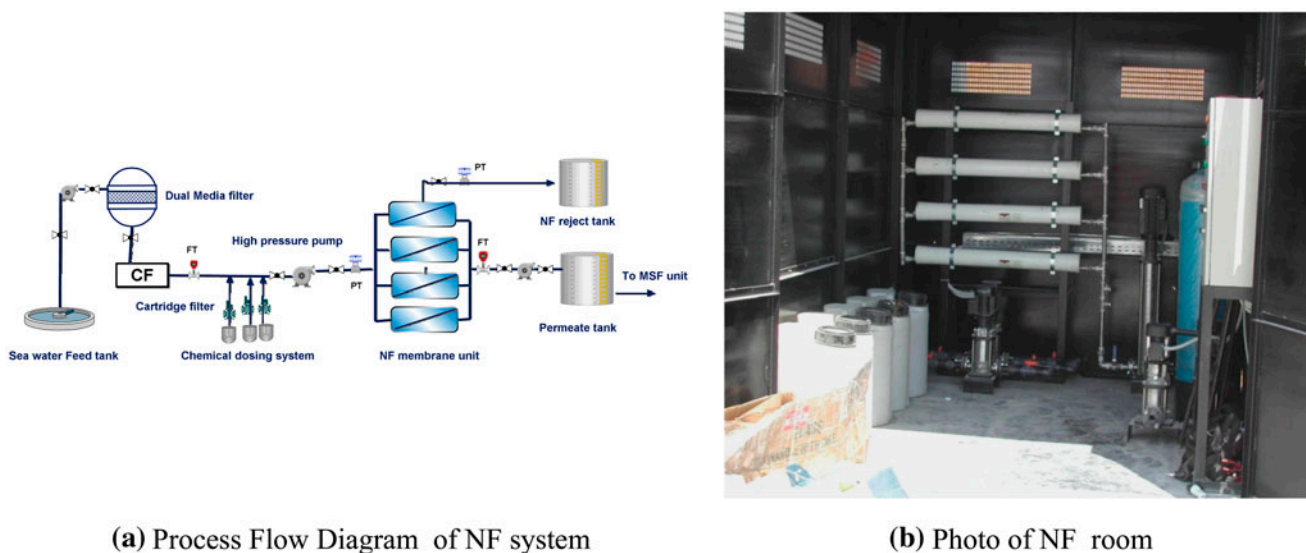 Dual Media filter
PT
NF reject tank
High pressure pump
FT
FT
CF
PT
To MSF unit
Cartridge filter
Permeate tank
Sea water Feed tank
Chemical dosing system
NF membrane unit
(a) Process Flow Diagram of NF system
(b) Photo of NF room